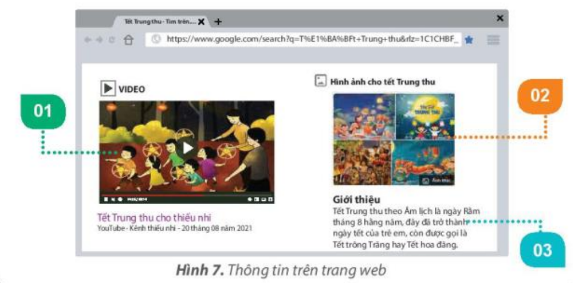 Tết Trung thu - Tìm trên....
https://www.google.com/search?q=T%E1%BA%BFt+Trung+thu&rlz=1C1CHBF_
VIDEO
01
Tết Trung thu cho thiếu nhi
YouTube - Kênh thiếu nhi - 20 tháng 08 năm 2021
Hình ảnh cho tết Trung thu
02
TRUNG THU
Giới thiệu
Tết Trung thu theo Âm lịch là ngày Rằm
tháng 8 hằng năm, đây đã trở thành
ngày tết của trẻ em, còn được gọi là
Tết trông Trăng hay Tết hoa đăng.
03
Hình 7. Thông tin trên trang web